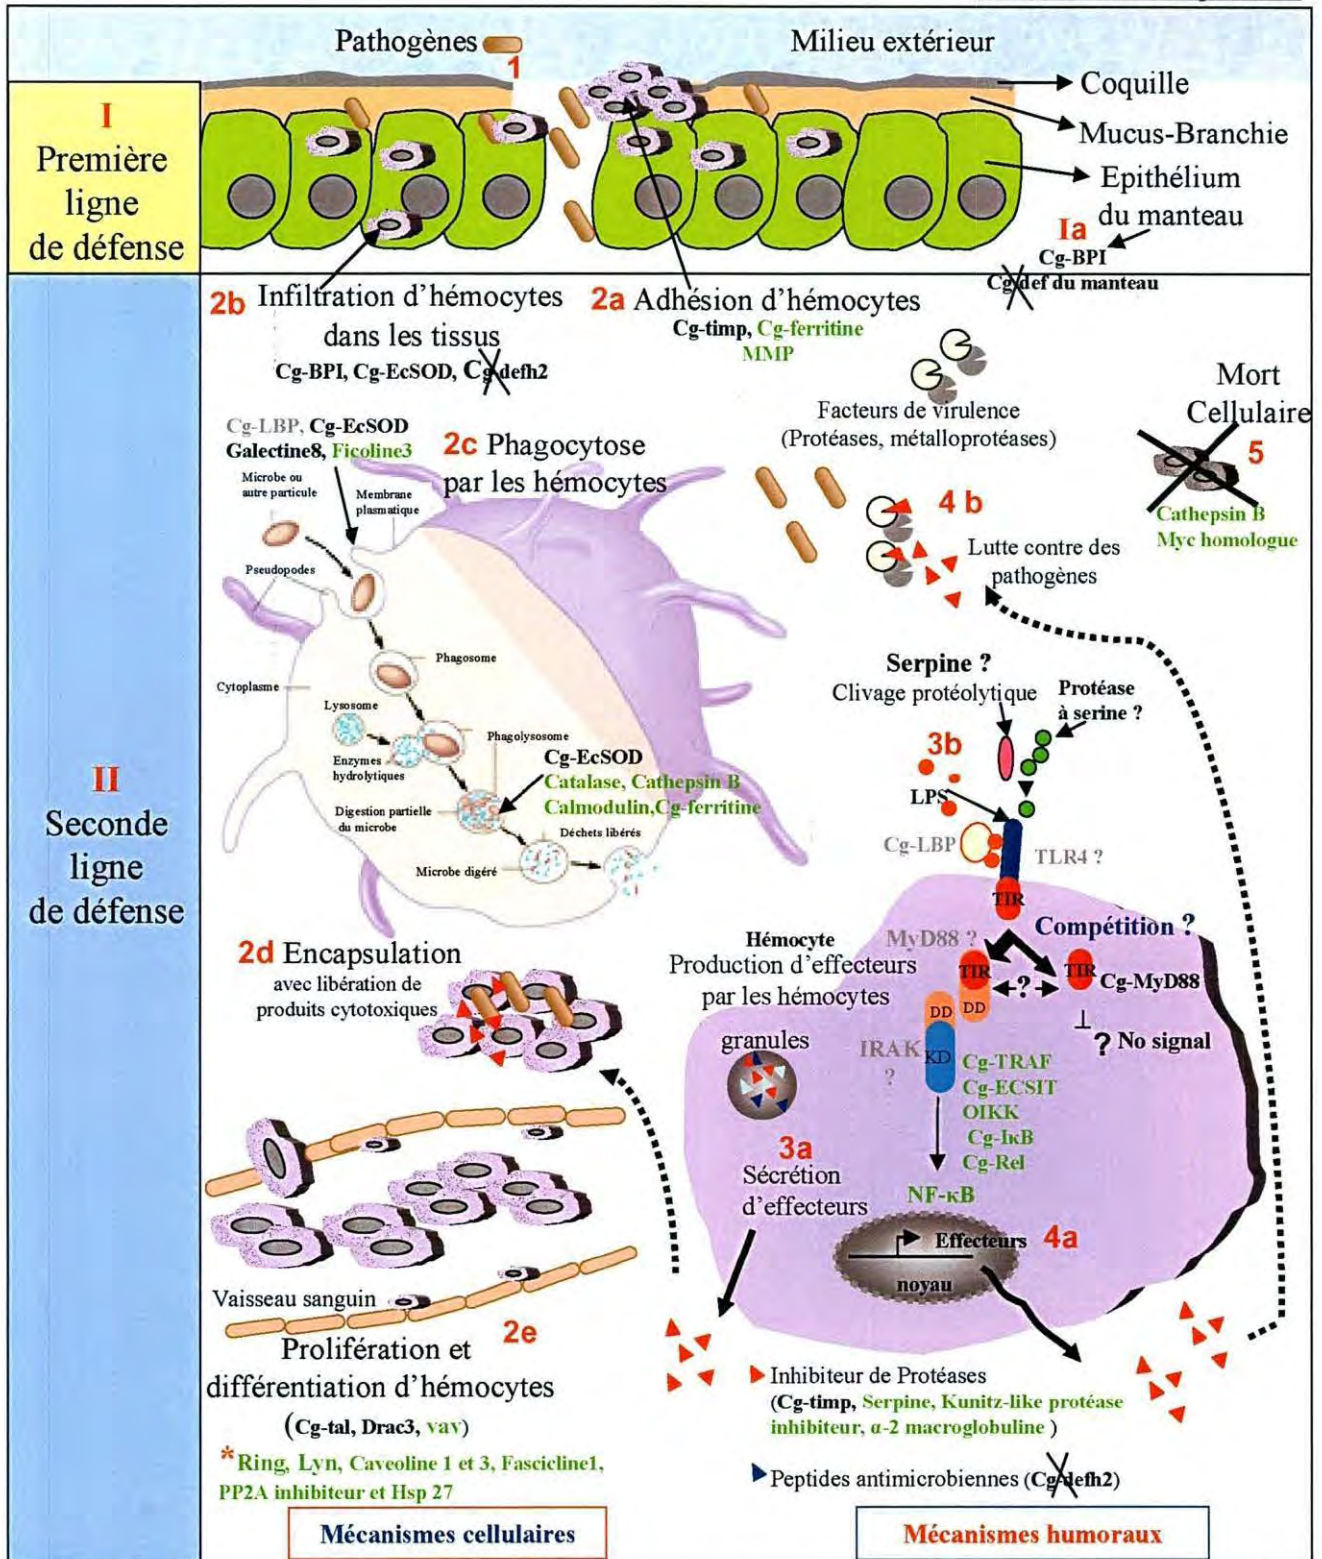 Pathogènes
Milieu extérieur
1
Coquille
Mucus-Branchie
Epithélium
du manteau
Ia
Cg-BPI
Cg-def du manteau
I
Première
ligne
de défense
2b Infiltration d'hémocytes
dans les tissus
Cg-BPI, Cg-EcSOD, Cg-defh2
2a Adhésion d'hémocytes
Cg-timp, Cg-ferritine
MMP
Facteurs de virulence
(Protéases, métalloprotéases)
Mort
Cellulaire
5
Cathepsin B
Myc homologue
4 b
Lutte contre des
pathogènes
Cg-LBP, Cg-EcSOD
Galectine8, Ficoline3
2c Phagocytose
par les hémocytes
Microbe ou
autre particule
Membrane
plasmatique
Pseudopodes
Phagosome
Cytoplasme
Lysosome
Phagolysosome
Enzymes
hydrolytiques
Cg-EcSOD
Catalase, Cathepsin B
Calmodulin,Cg-ferritine
Digestion partielle
du microbe
Déchets libérés
Microbe digéré
II
Seconde
ligne
de défense
Serpine ?
Clivage protéolytique
Protéase
à serine ?
3b
LPS
Cg-LBP
TLR4 ?
TIR
Compétition ?
Hémocyte
Production d'effecteurs
par les hémocytes
MyD88 ?
TIR
?
TIR
Cg-MyD88
DD
DD
? No signal
IRAK
?
KD
Cg-TRAF
Cg-ECSIT
OIKK
Cg-IκB
Cg-Rel
NF-κB
granules
3a
Sécrétion
d'effecteurs
Effecteurs
4a
noyau
2d Encapsulation
avec libération de
produits cytotoxiques
Vaisseau sanguin
2e
Prolifération et
différentiation d'hémocytes
(Cg-tal, Drac3, vav)
*Ring, Lyn, Caveoline 1 et 3, Fascicline1,
PP2A inhibiteur et Hsp 27
Inhibiteur de Protéases
(Cg-timp, Serpine, Kunitz-like protéase
inhibiteur, α-2 macroglobuline )
Peptides antimicrobiennes (Cg-defh2)
Mécanismes cellulaires
Mécanismes humoraux